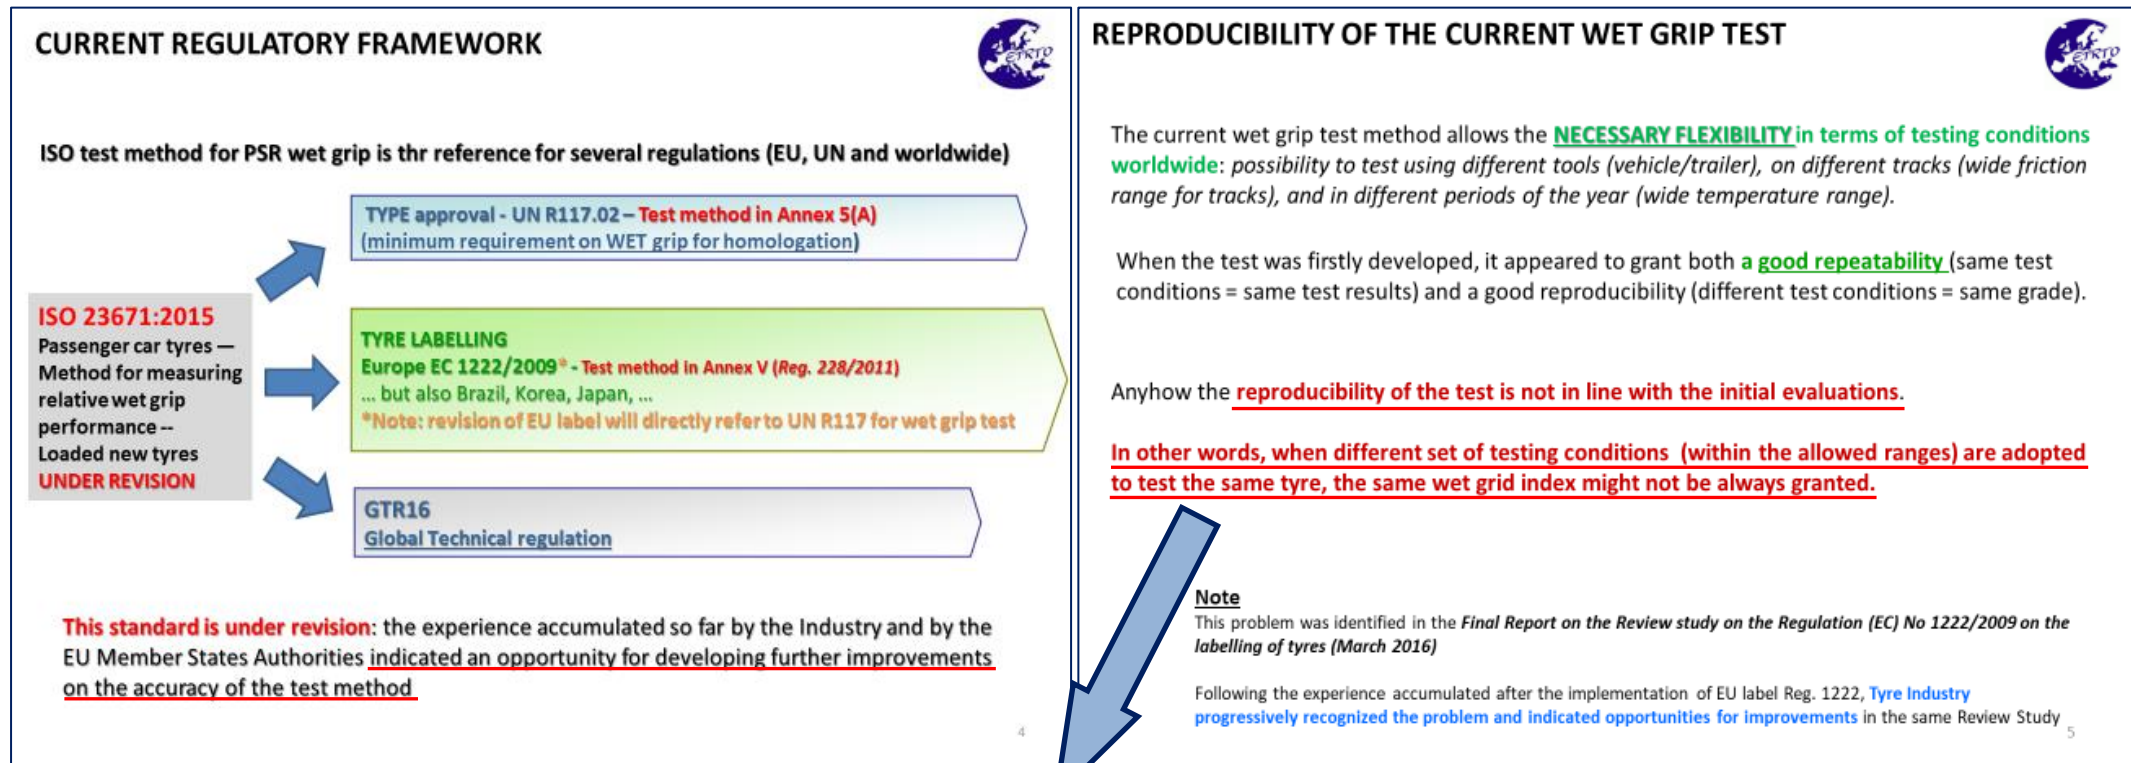 CURRENT REGULATORY FRAMEWORK
ETRTO
ISO test method for PSR wet grip is thr reference for several regulations (EU, UN and worldwide)
TYPE approval - UN R117.02 – Test method in Annex 5(A)
(minimum requirement on WET grip for homologation)
ISO 23671:2015
Passenger car tyres —
Method for measuring
relative wet grip
performance --
Loaded new tyres
UNDER REVISION
TYRE LABELLING
Europe EC 1222/2009* - Test method in Annex V (Reg. 228/2011)
... but also Brazil, Korea, Japan, ...
*Note: revision of EU label will directly refer to UN R117 for wet grip test
GTR16
Global Technical regulation
This standard is under revision: the experience accumulated so far by the Industry and by the
EU Member States Authorities indicated an opportunity for developing further improvements
on the accuracy of the test method
4
REPRODUCIBILITY OF THE CURRENT WET GRIP TEST
ETRTO
The current wet grip test method allows the NECESSARY FLEXIBILITY in terms of testing conditions
worldwide: possibility to test using different tools (vehicle/trailer), on different tracks (wide friction
range for tracks), and in different periods of the year (wide temperature range).
When the test was firstly developed, it appeared to grant both a good repeatability (same test
conditions = same test results) and a good reproducibility (different test conditions = same grade).
Anyhow the reproducibility of the test is not in line with the initial evaluations.
In other words, when different set of testing conditions (within the allowed ranges) are adopted
to test the same tyre, the same wet grid index might not be always granted.
Note
This problem was identified in the Final Report on the Review study on the Regulation (EC) No 1222/2009 on the
labelling of tyres (March 2016)
Following the experience accumulated after the implementation of EU label Reg. 1222, Tyre Industry
progressively recognized the problem and indicated opportunities for improvements in the same Review Study
5